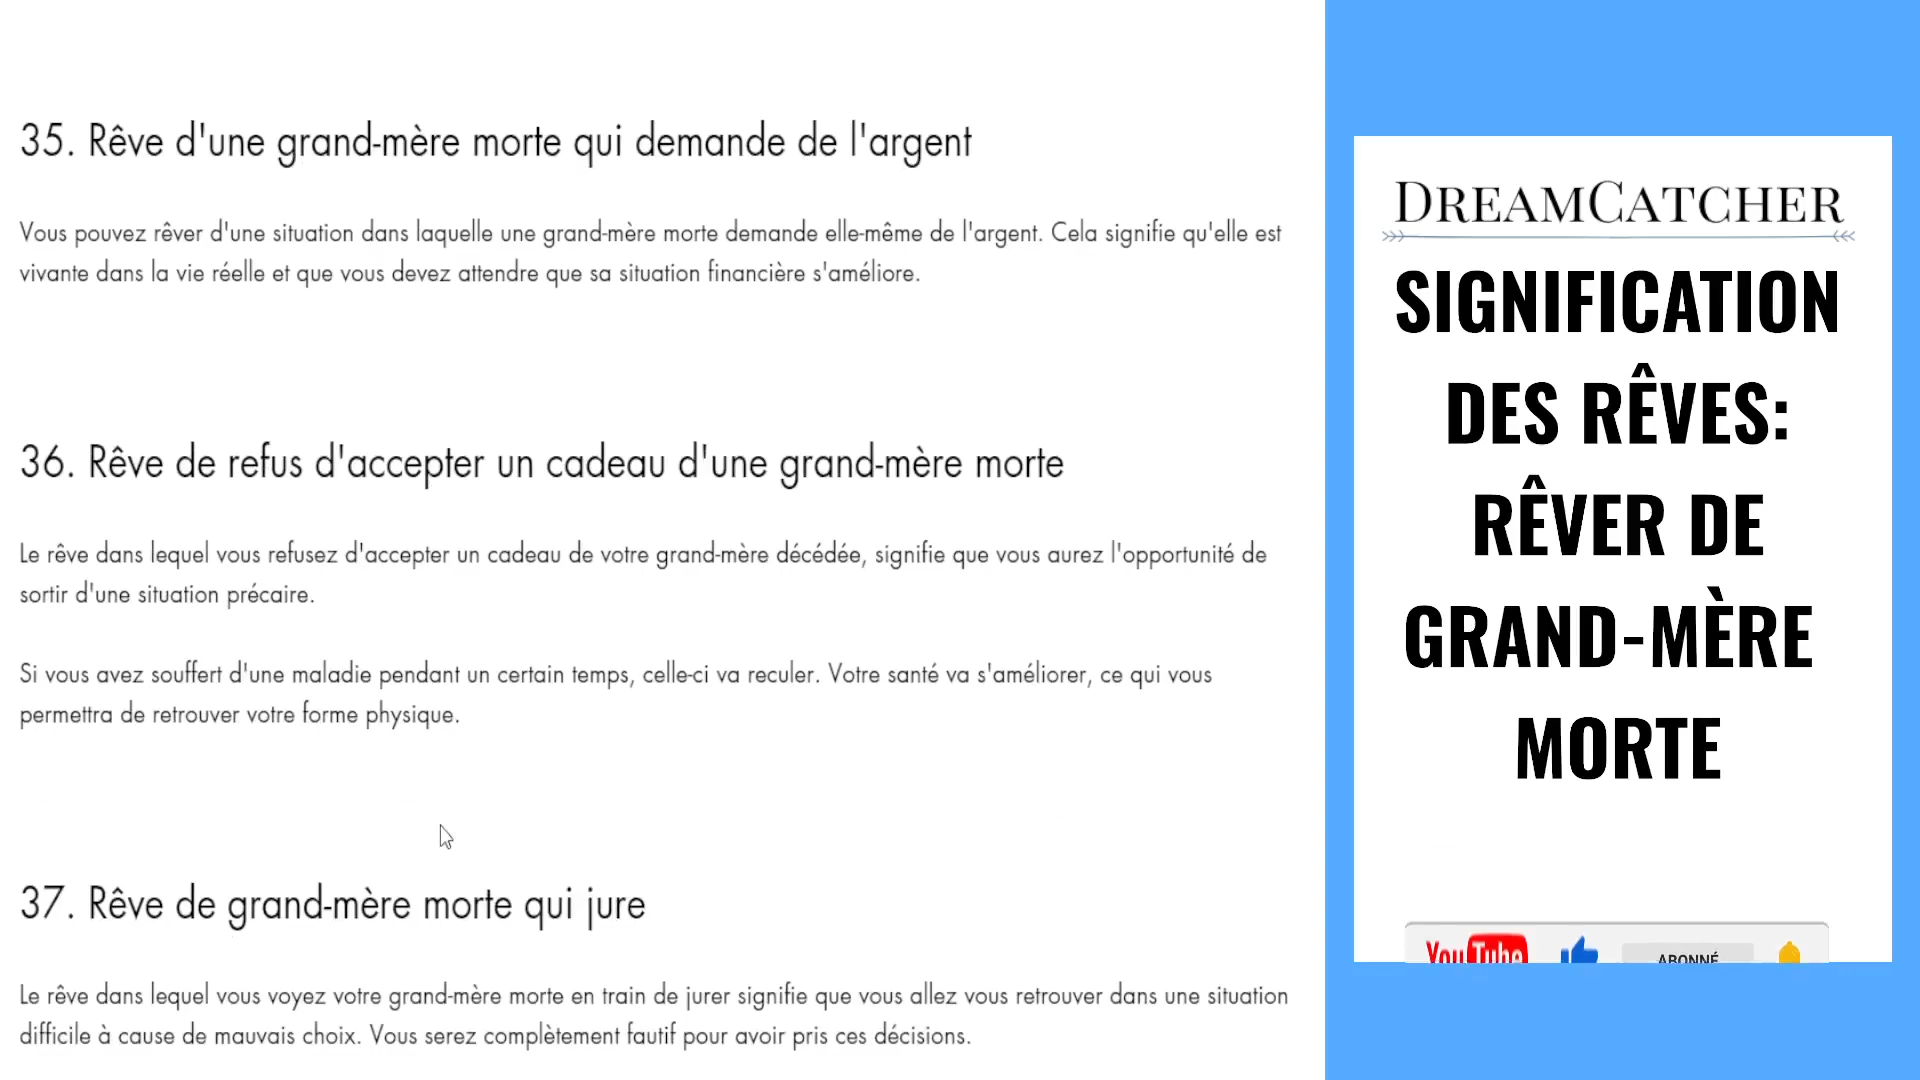 35. Rêve d'une grand-mère morte qui demande de l'argent
Vous pouvez rêver d'une situation dans laquelle une grand-mère morte demande elle-même de l'argent. Cela signifie qu'elle est
vivante dans la vie réelle et que vous devez attendre que sa situation financière s'améliore.
36. Rêve de refus d'accepter un cadeau d'une grand-mère morte
Le rêve dans lequel vous refusez d'accepter un cadeau de votre grand-mère décédée, signifie que vous aurez l'opportunité de
sortir d'une situation précaire.
Si vous avez souffert d'une maladie pendant un certain temps, celle-ci va reculer. Votre santé va s'améliorer, ce qui vous
permettra de retrouver votre forme physique.
37. Rêve de grand-mère morte qui jure
Le rêve dans lequel vous voyez votre grand-mère morte en train de jurer signifie que vous allez vous retrouver dans une situation
difficile à cause de mauvais choix. Vous serez complètement fautif pour avoir pris ces décisions.
DREAMCATCHER
SIGNIFICATION
DES RÊVES:
RÊVER DE
GRAND-MÈRE
MORTE
YouTube ABONNÉ